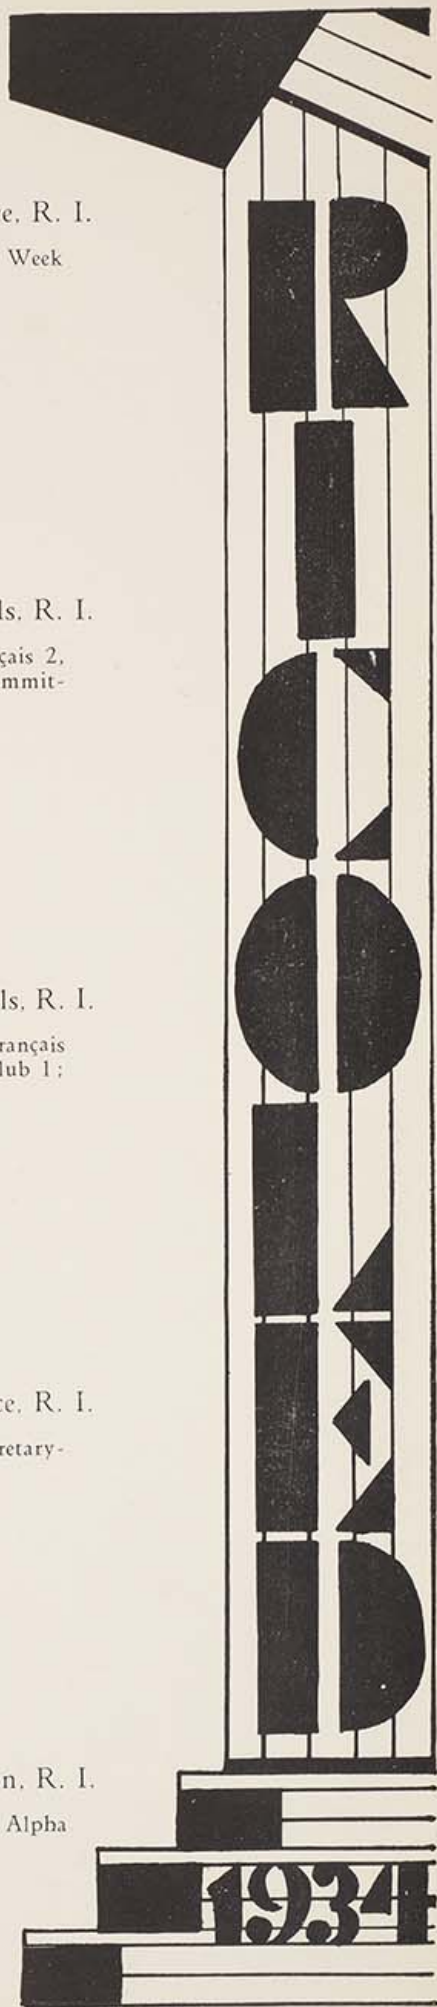 e, R. I.
Week
ls, R. I.
çais 2,
mmit-
ls, R. I.
rançais
lub 1;
ce, R. I.
retary-
n, R. I.
Alpha
RICOLED
1934